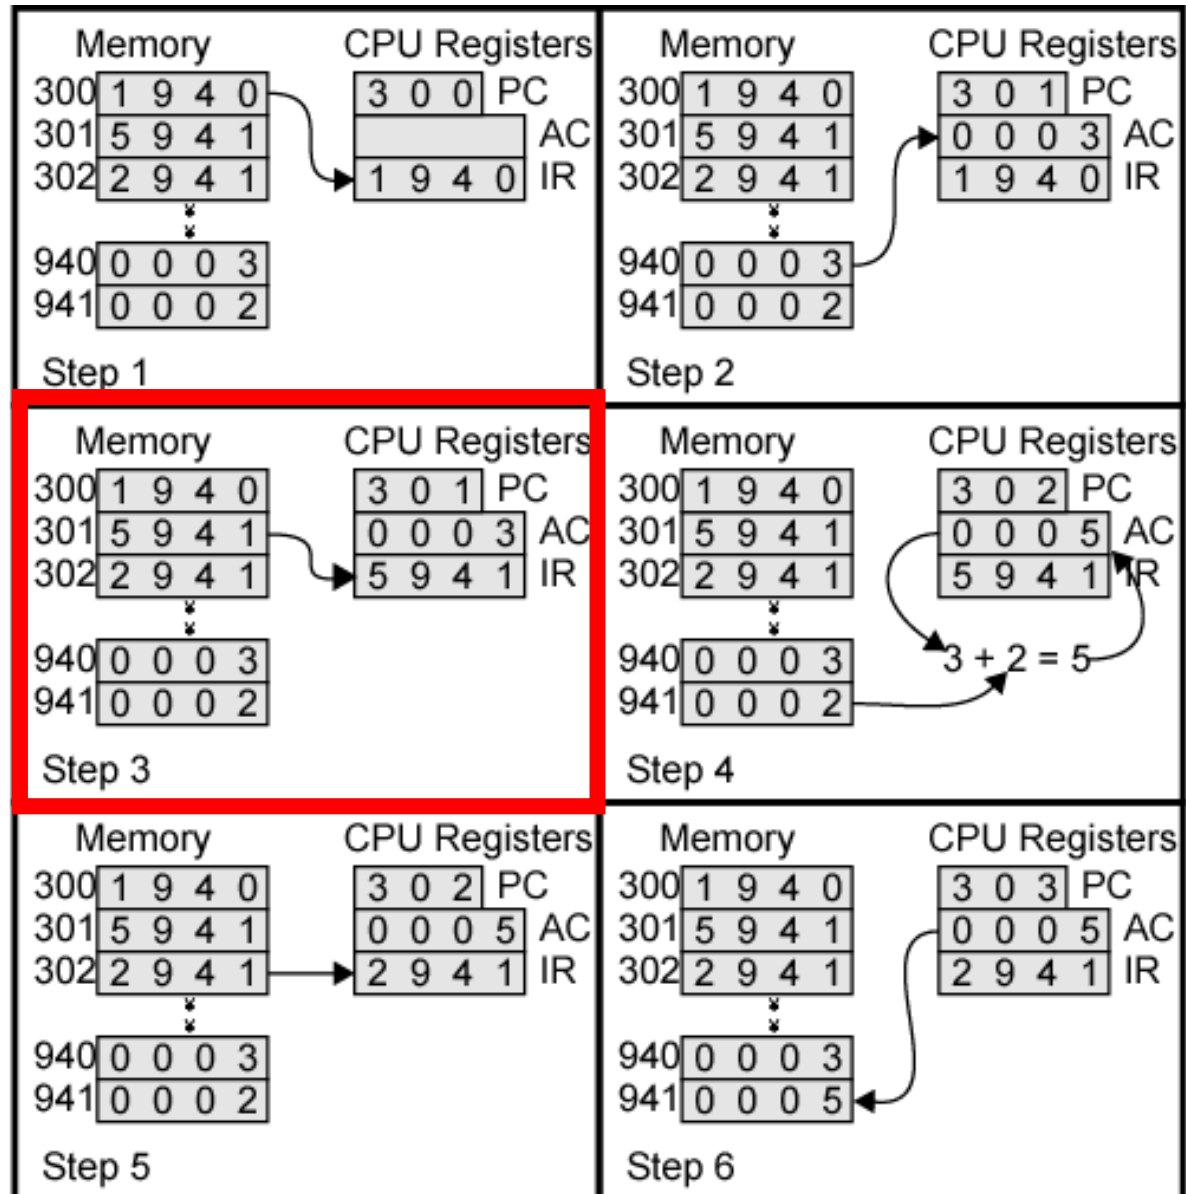 Memory CPU Registers
300 1 9 4 0 3 0 0 PC
301 5 9 4 1 AC
302 2 9 4 1 1 9 4 0 IR
940 0 0 0 3
941 0 0 0 2
Step 1
Memory CPU Registers
300 1 9 4 0 3 0 1 PC
301 5 9 4 1 0 0 0 3 AC
302 2 9 4 1 1 9 4 0 IR
940 0 0 0 3
941 0 0 0 2
Step 2
Memory CPU Registers
300 1 9 4 0 3 0 1 PC
301 5 9 4 1 0 0 0 3 AC
302 2 9 4 1 5 9 4 1 IR
940 0 0 0 3
941 0 0 0 2
Step 3
Memory CPU Registers
300 1 9 4 0 3 0 2 PC
301 5 9 4 1 0 0 0 5 AC
302 2 9 4 1 5 9 4 1 IR
940 0 0 0 3 3 + 2 = 5
941 0 0 0 2
Step 4
Memory CPU Registers
300 1 9 4 0 3 0 2 PC
301 5 9 4 1 0 0 0 5 AC
302 2 9 4 1 2 9 4 1 IR
940 0 0 0 3
941 0 0 0 2
Step 5
Memory CPU Registers
300 1 9 4 0 3 0 3 PC
301 5 9 4 1 0 0 0 5 AC
302 2 9 4 1 2 9 4 1 IR
940 0 0 0 3
941 0 0 0 5
Step 6